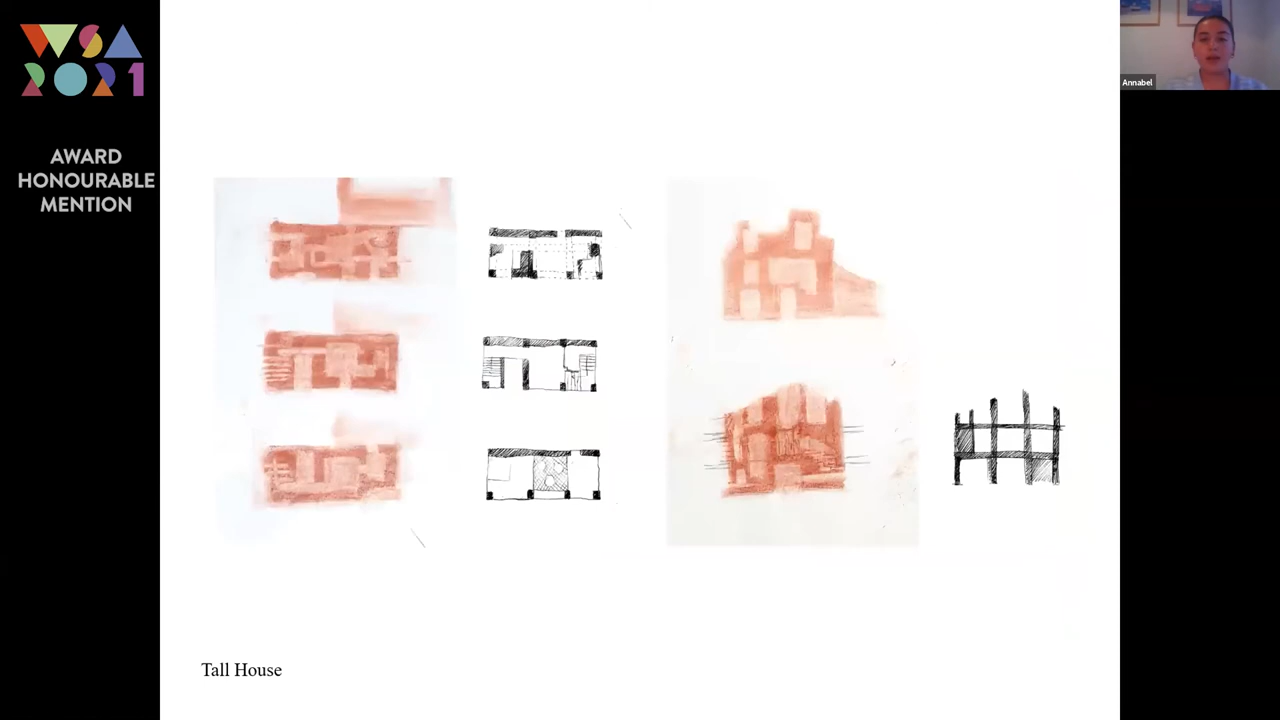 WSA
2021
AWARD
HONOURABLE
MENTION
Annabel
Tall House